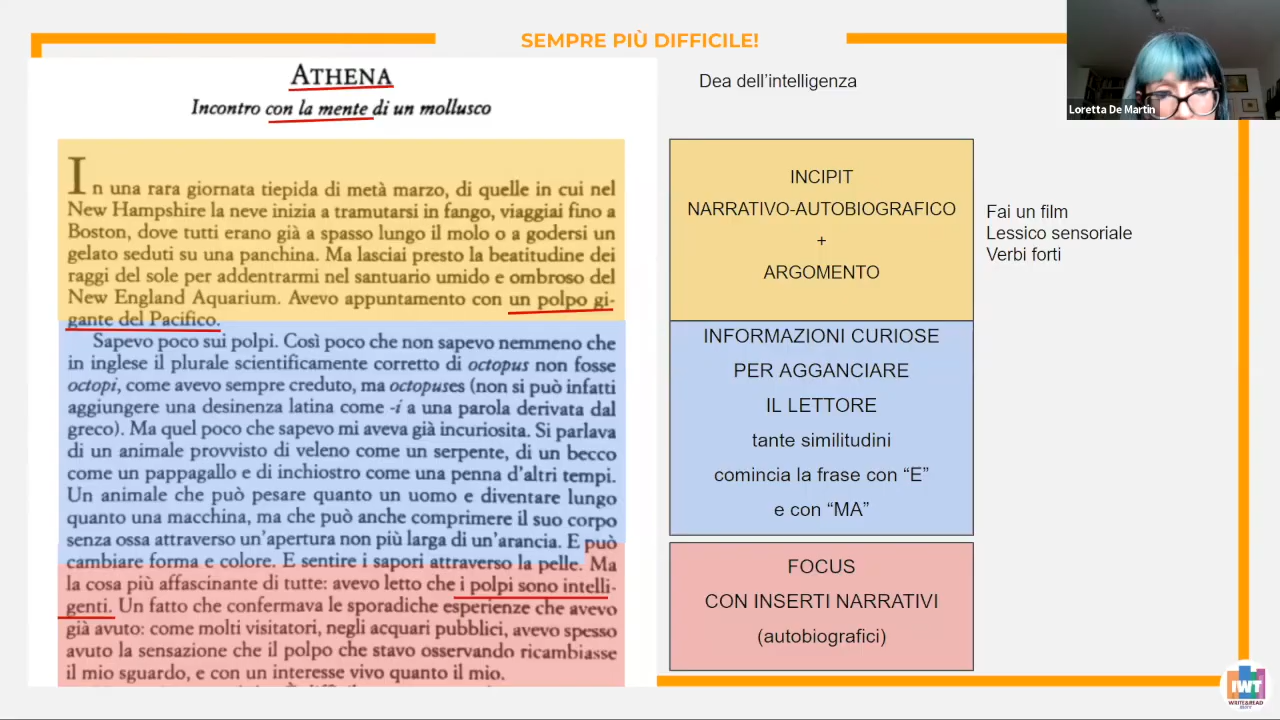 SEMPRE PIÙ DIFFICILE!
ATHENA
Incontro con la mente di un mollusco
In una rara giornata tiepida di metà marzo, di quelle in cui nel
New Hampshire la neve inizia a tramutarsi in fango, viaggiai fino a
Boston, dove tutti erano già a spasso lungo il molo o a godersi un
gelato seduti su una panchina. Ma lasciai presto la beatitudine dei
raggi del sole per addentrarmi nel santuario umido e ombroso del
New England Aquarium. Avevo appuntamento con un polpo gi-
gante del Pacifico.
Sapevo poco sui polpi. Così poco che non sapevo nemmeno che
in inglese il plurale scientificamente corretto di octopus non fosse
octopi, come avevo sempre creduto, ma octopuses (non si può infatti
aggiungere una desinenza latina come -i a una parola derivata dal
greco). Ma quel poco che sapevo mi aveva già incuriosita. Si parlava
di un animale provvisto di veleno come un serpente, di un becco
come un pappagallo e di inchiostro come una penna d'altri tempi.
Un animale che può pesare quanto un uomo e diventare lungo
quanto una macchina, ma che può anche comprimere il suo corpo
senza ossa attraverso un'apertura non più larga di un'arancia. E può
cambiare forma e colore. E sentire i sapori attraverso la pelle. Ma
la cosa più affascinante di tutte: avevo letto che i polpi sono intelli-
genti. Un fatto che confermava le sporadiche esperienze che avevo
già avuto: come molti visitatori, negli acquari pubblici, avevo spesso
avuto la sensazione che il polpo che stavo osservando ricambiasse
il mio sguardo, e con un interesse vivo quanto il mio.
Dea dell'intelligenza
INCIPIT
NARRATIVO-AUTOBIOGRAFICO
+
ARGOMENTO
Fai un film
Lessico sensoriale
Verbi forti
INFORMAZIONI CURIOSE
PER AGGANCIARE
IL LETTORE
tante similitudini
comincia la frase con “E”
e con “MA”
FOCUS
CON INSERTI NARRATIVI
(autobiografici)
Loretta De Martin
IWT
WRITE&READ